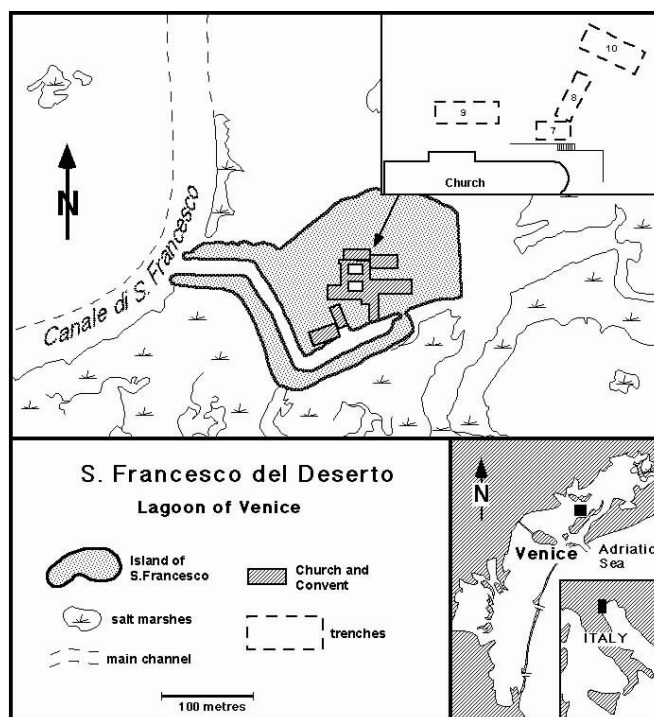 10
8
9
7
Church
N
Canale di S. Francesco
S. Francesco del Deserto
Lagoon of Venice
Island of
S.Francesco
Church and
Convent
salt marshes
trenches
main channel
100 metres
N
Venice
Adriatic
Sea
ITALY